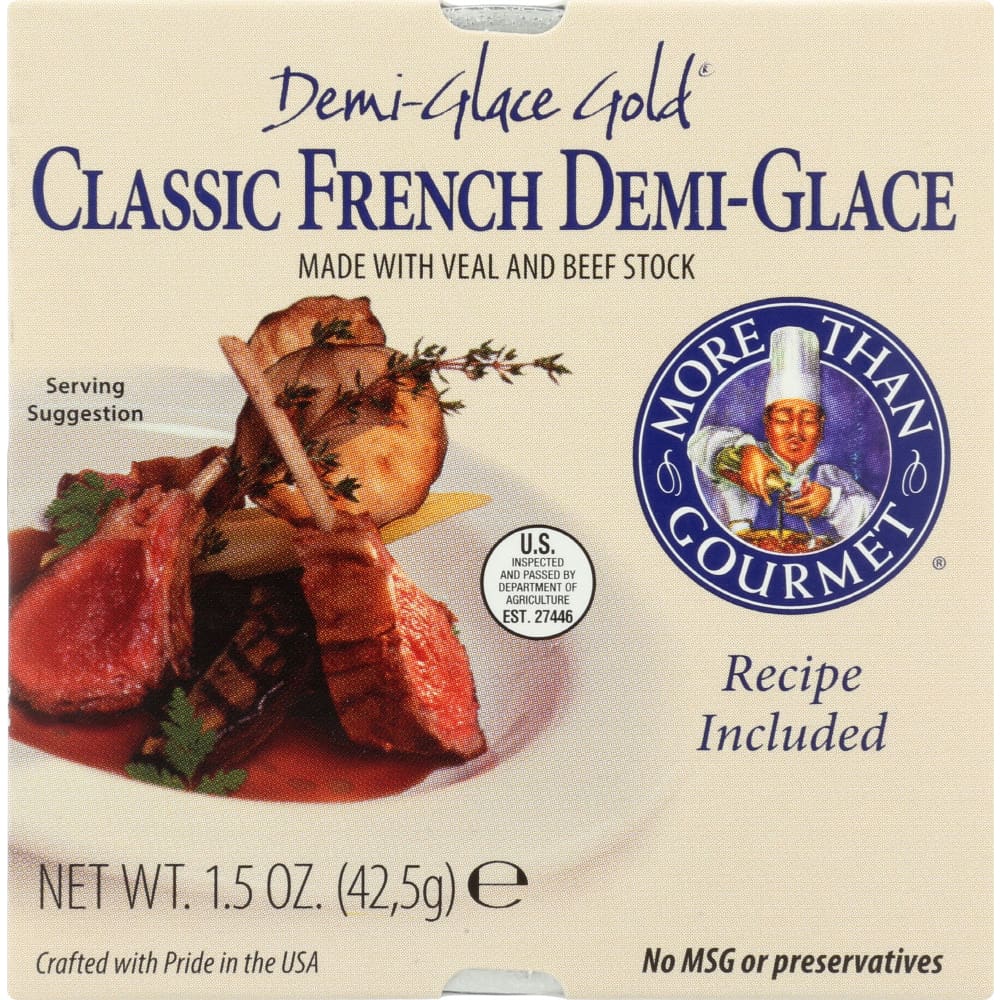 Demi-Glace Gold®
CLASSIC FRENCH DEMI-GLACE
MADE WITH VEAL AND BEEF STOCK
Serving
Suggestion
MORE THAN
GOURMET
®
U.S.
INSPECTED
AND PASSED BY
DEPARTMENT OF
AGRICULTURE
EST. 27446
Recipe
Included
NET WT. 1.5 OZ. (42,5g) ℮
Crafted with Pride in the USA
No MSG or preservatives